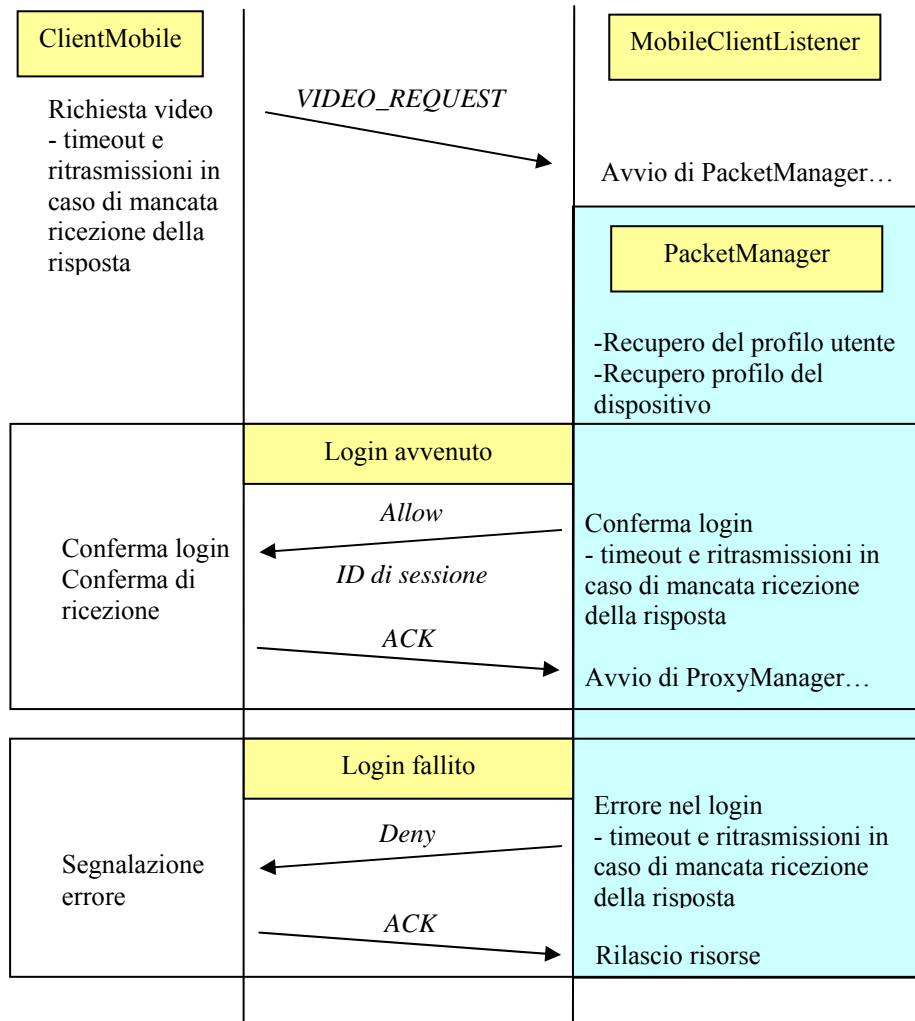 ClientMobile
MobileClientListener
VIDEO_REQUEST
Richiesta video
- timeout e
ritrasmissioni in
caso di mancata
ricezione della
risposta
Avvio di PacketManager…
PacketManager
-Recupero del profilo utente
-Recupero profilo del
dispositivo
Login avvenuto
Allow
Conferma login
Conferma di
ricezione
ID di sessione
Conferma login
- timeout e ritrasmissioni in
caso di mancata ricezione
della risposta
ACK
Avvio di ProxyManager…
Login fallito
Deny
Segnalazione
errore
Errore nel login
- timeout e ritrasmissioni in
caso di mancata ricezione
della risposta
ACK
Rilascio risorse